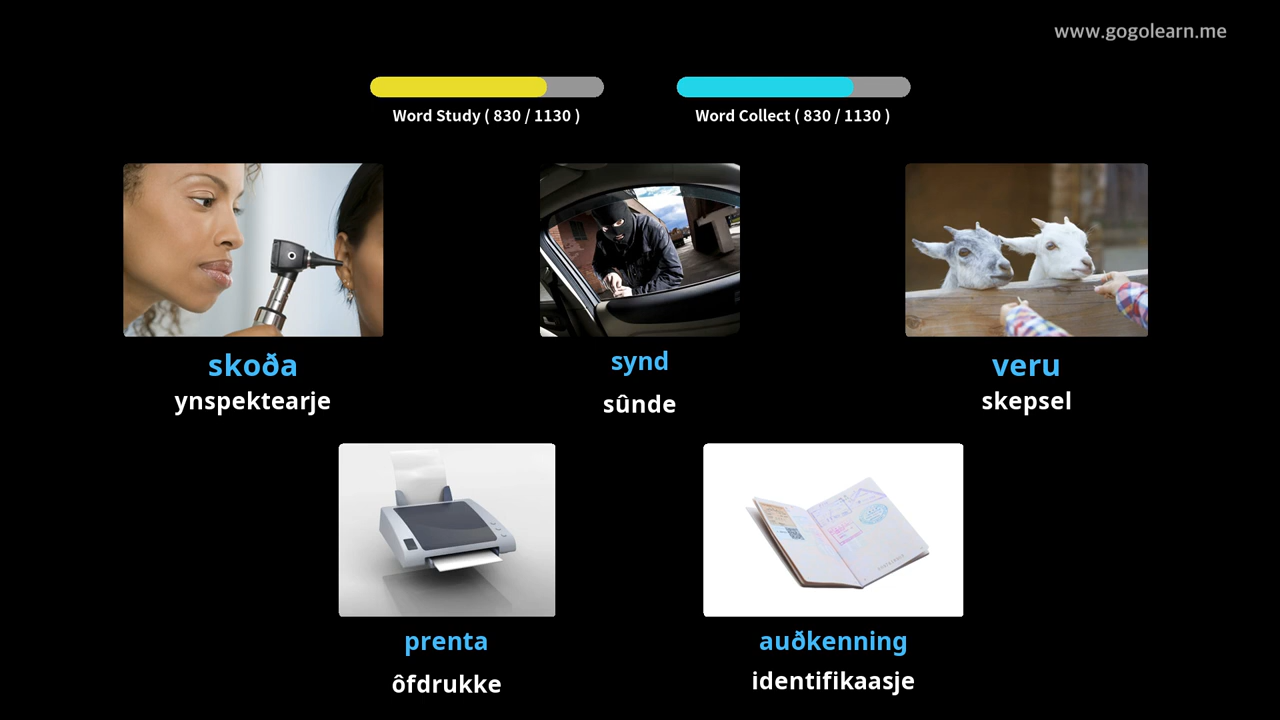 www.gogolearn.me
Word Study ( 830 / 1130 )
Word Collect ( 830 / 1130 )
skoða
ynspektearje
synd
sûnde
veru
skepsel
prenta
ôfdrukke
auðkenning
identifikaasje